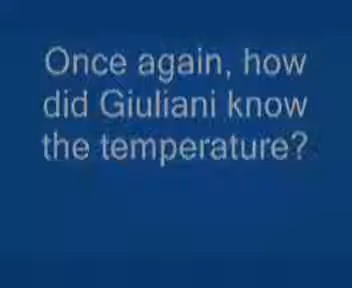 Once again, how
did Giuliani know
the temperature?